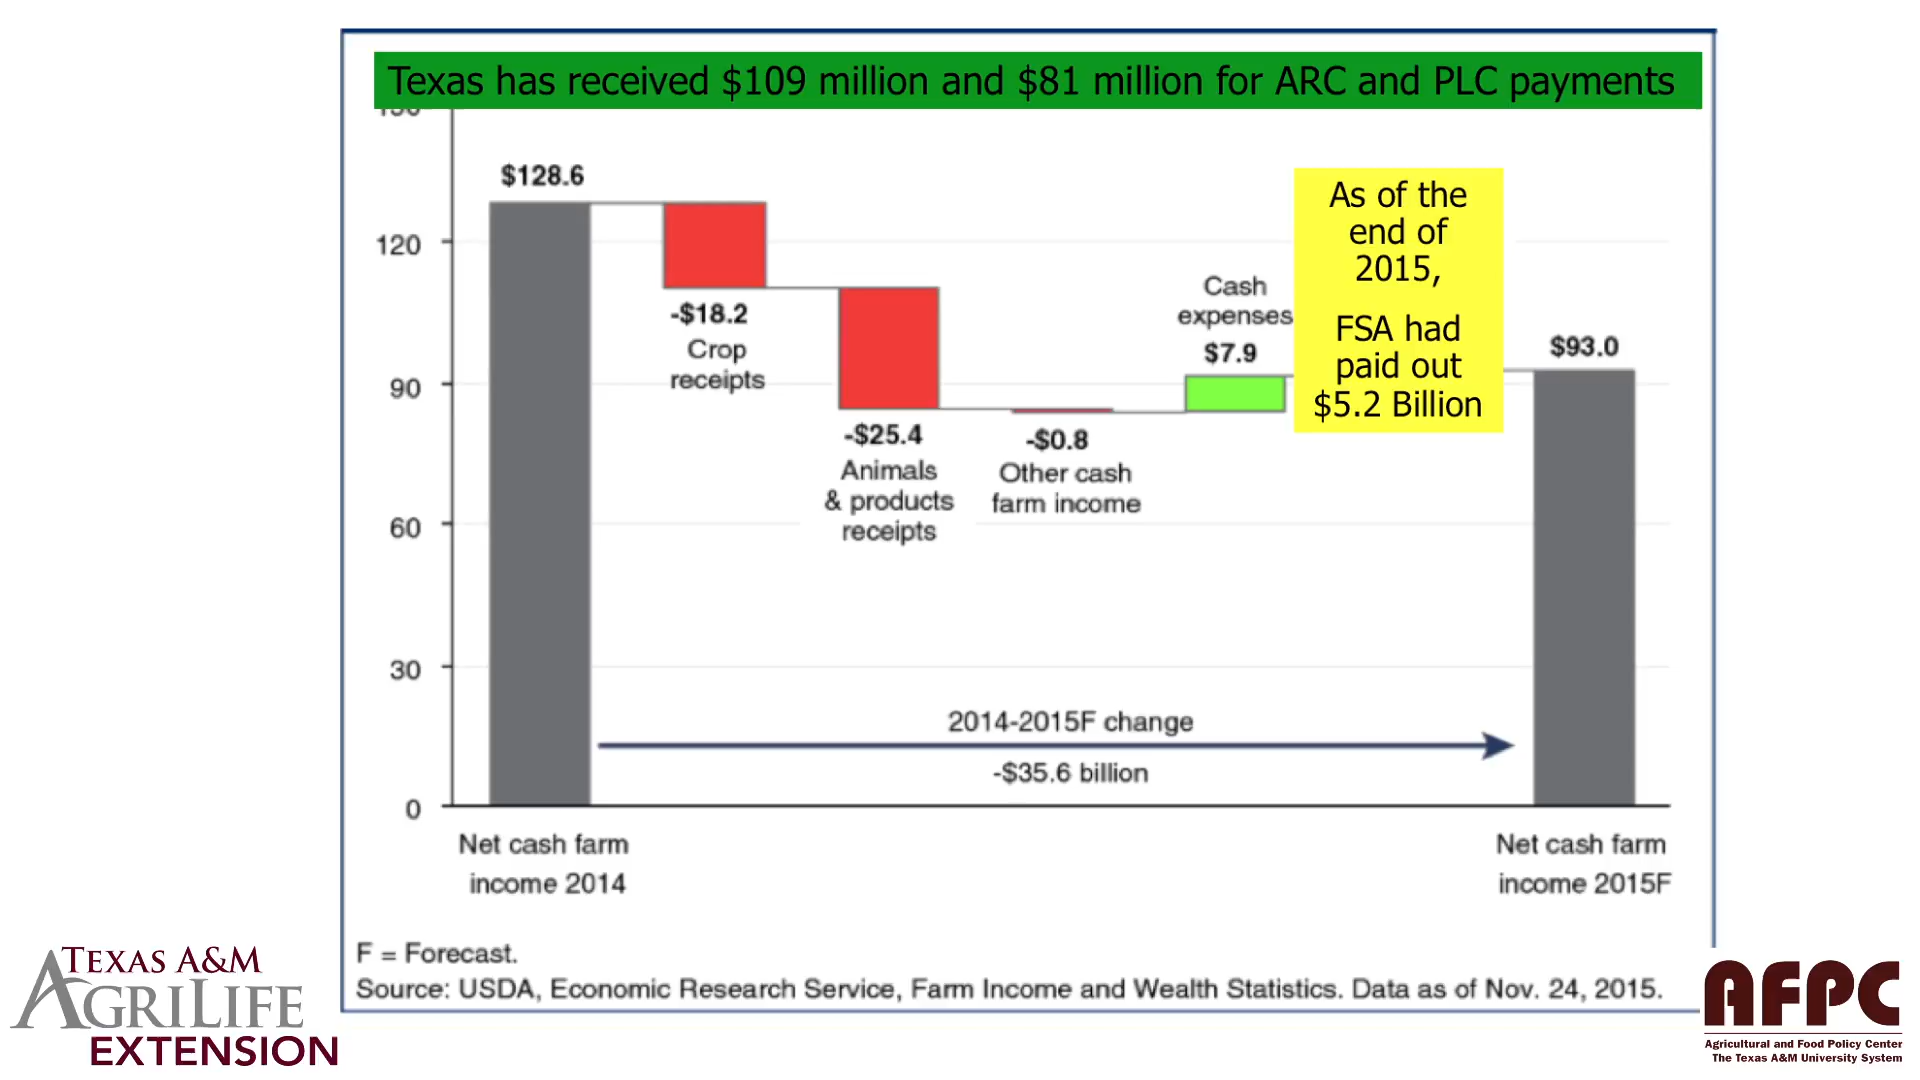 Texas has received $109 million and $81 million for ARC and PLC payments
$128.6
120
90
60
30
0
-$18.2
Crop
receipts
-$25.4
Animals
& products
receipts
-$0.8
Other cash
farm income
Cash
expenses
$7.9
As of the
end of
2015,
FSA had
paid out
$5.2 Billion
$93.0
2014-2015F change
-$35.6 billion
Net cash farm
income 2014
Net cash farm
income 2015F
F = Forecast.
Source: USDA, Economic Research Service, Farm Income and Wealth Statistics. Data as of Nov. 24, 2015.
TEXAS A&M
AGRILIFE
EXTENSION
AFPC
Agricultural and Food Policy Center
The Texas A&M University System